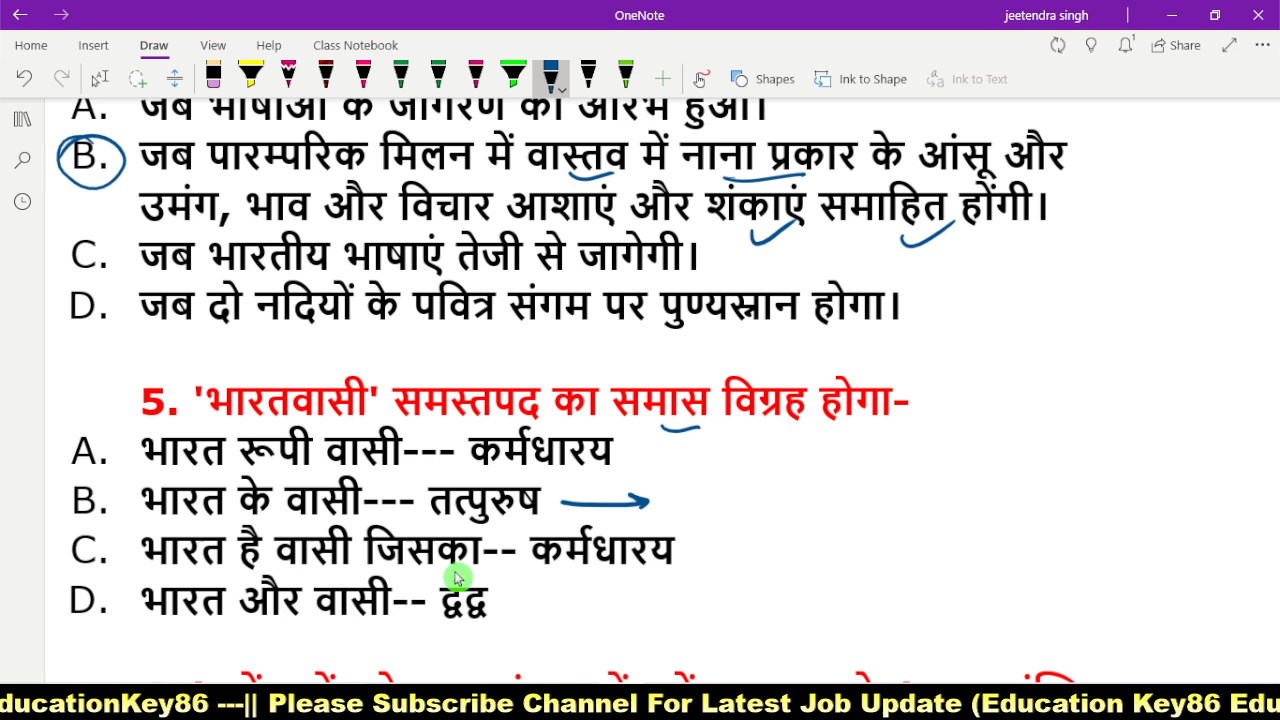 OneNote
jeetendra singh
Home Insert Draw View Help Class Notebook
Share
Shapes
Ink to Shape
Ink to Text
A. जब भाषाओं के जागरण का आरंभ हुआ।
B. जब पारम्परिक मिलन में वास्तव में नाना प्रकार के आंसू और
उमंग, भाव और विचार आशाएं और शंकाएं समाहित होंगी।
C. जब भारतीय भाषाएं तेजी से जागेगी।
D. जब दो नदियों के पवित्र संगम पर पुण्यस्नान होगा।
5. 'भारतवासी' समस्तपद का समास विग्रह होगा-
A. भारत रूपी वासी--- कर्मधारय
B. भारत के वासी--- तत्पुरुष
C. भारत है वासी जिसका-- कर्मधारय
D. भारत और वासी-- द्वंद्व
ducationKey86 ---|| Please Subscribe Channel For Latest Job Update (Education Key86 Edu